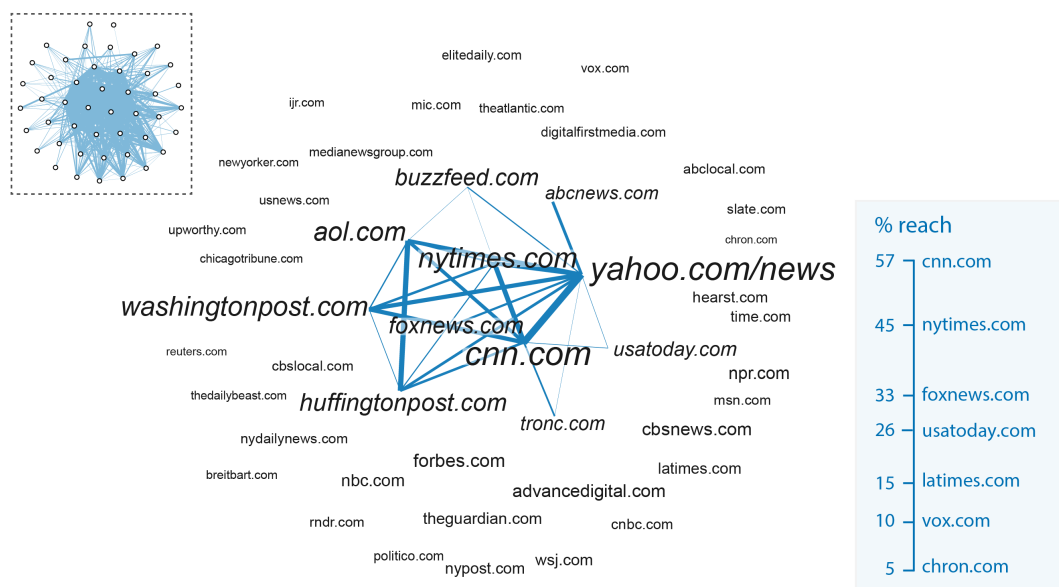 elitedaily.com
vox.com
ijr.com
mic.com
theatlantic.com
digitalfirstmedia.com
medianewsgroup.com
newyorker.com
abclocal.com
buzzfeed.com
abcnews.com
usnews.com
slate.com
upworthy.com
aol.com
chron.com
chicagotribune.com
nytimes.com
yahoo.com/news
washingtonpost.com
hearst.com
time.com
foxnews.com
reuters.com
cnn.com
usatoday.com
cbslocal.com
npr.com
thedailybeast.com
huffingtonpost.com
msn.com
tronc.com
cbsnews.com
nydailynews.com
forbes.com
latimes.com
breitbart.com
nbc.com
advancedigital.com
rndr.com
theguardian.com
cnbc.com
politico.com
nypost.com
wsj.com
% reach
57 cnn.com
45 nytimes.com
33 foxnews.com
26 usatoday.com
15 latimes.com
10 vox.com
5 chron.com